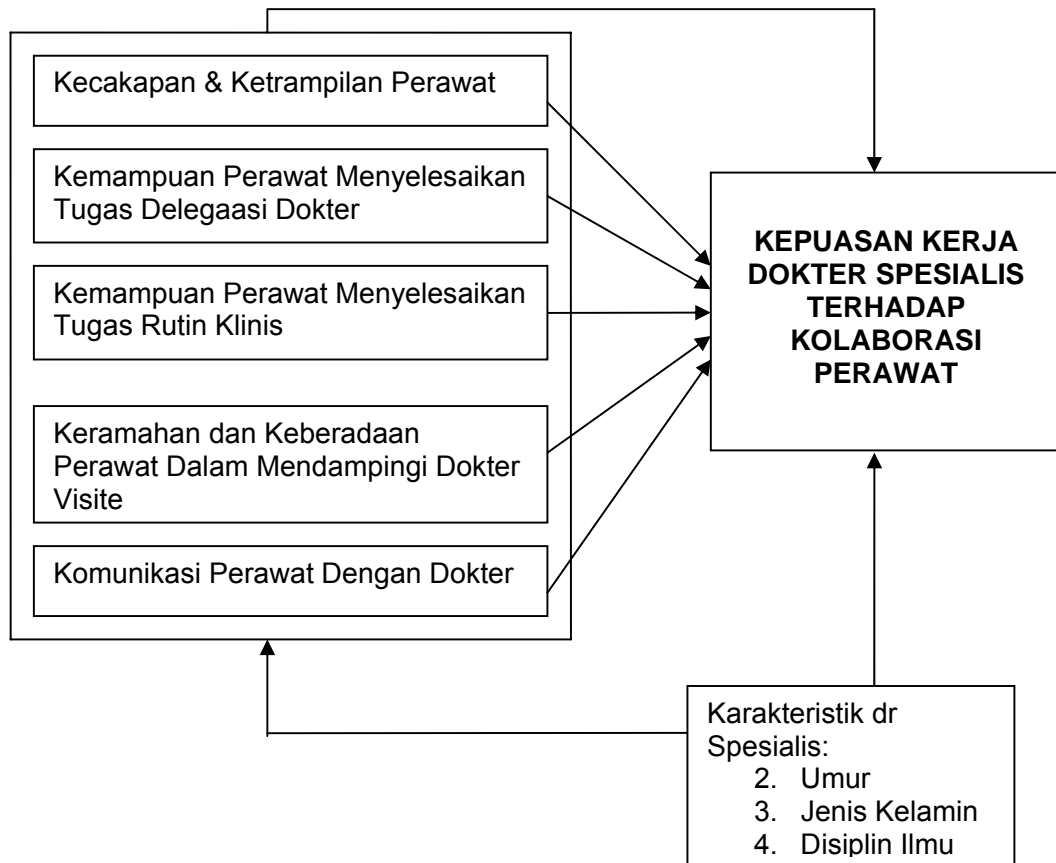 Kecakapan & Ketrampilan Perawat
Kemampuan Perawat Menyelesaikan
Tugas Delegaasi Dokter
Kemampuan Perawat Menyelesaikan
Tugas Rutin Klinis
Keramahan dan Keberadaan
Perawat Dalam Mendampingi Dokter
Visite
Komunikasi Perawat Dengan Dokter
KEPUASAN KERJA
DOKTER SPESIALIS
TERHADAP
KOLABORASI
PERAWAT
Karakteristik dr
Spesialis:
2. Umur
3. Jenis Kelamin
4. Disiplin Ilmu